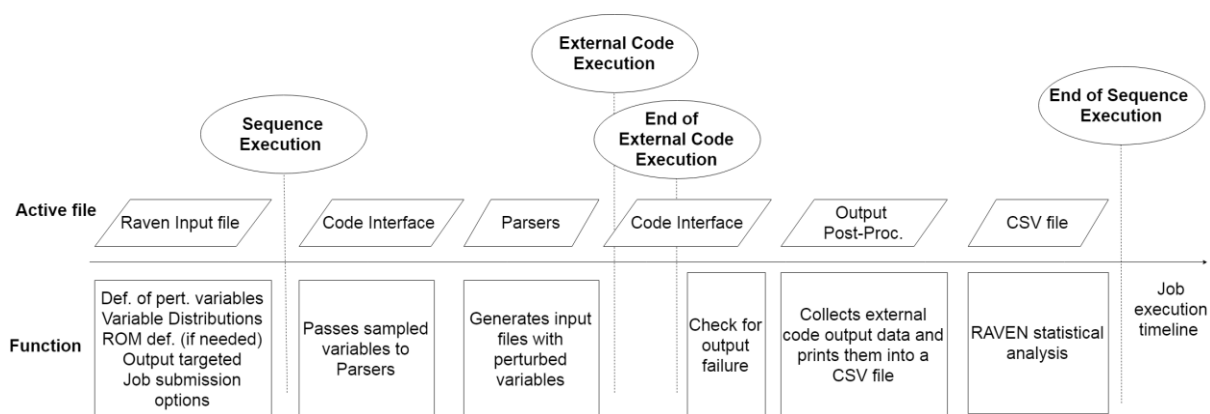 External Code
Execution
End of Sequence
Execution
Sequence
Execution
End of
External Code
Execution
Active file
Raven Input file
Code Interface
Parsers
Code Interface
Output
Post-Proc.
CSV file
Function
Def. of pert. variables
Variable Distributions
ROM def. (if needed)
Output targeted
Job submission
options
Passes sampled
variables to
Parsers
Generates input
files with
perturbed
variables
Check for
output
failure
Collects external
code output data and
prints them into a
CSV file
RAVEN statistical
analysis
Job
execution
timeline